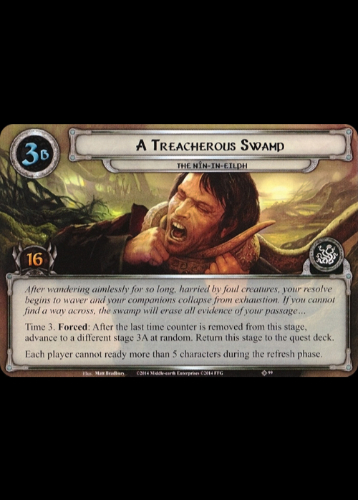 3B
A Treacherous Swamp
The Nîn-in-Eilph
16
After wandering aimlessly for so long, harried by foul creatures, your resolve
begins to waver and your companions collapse from exhaustion. If you cannot
find a way across, the swamp will erase all evidence of your passage...
Time 3. Forced: After the last time counter is removed from this stage,
advance to a different stage 3A at random. Return this stage to the quest deck.
Each player cannot ready more than 5 characters during the refresh phase.
Illus. Matt Bradbury ©2014 Middle-earth Enterprises ©2014 FFG